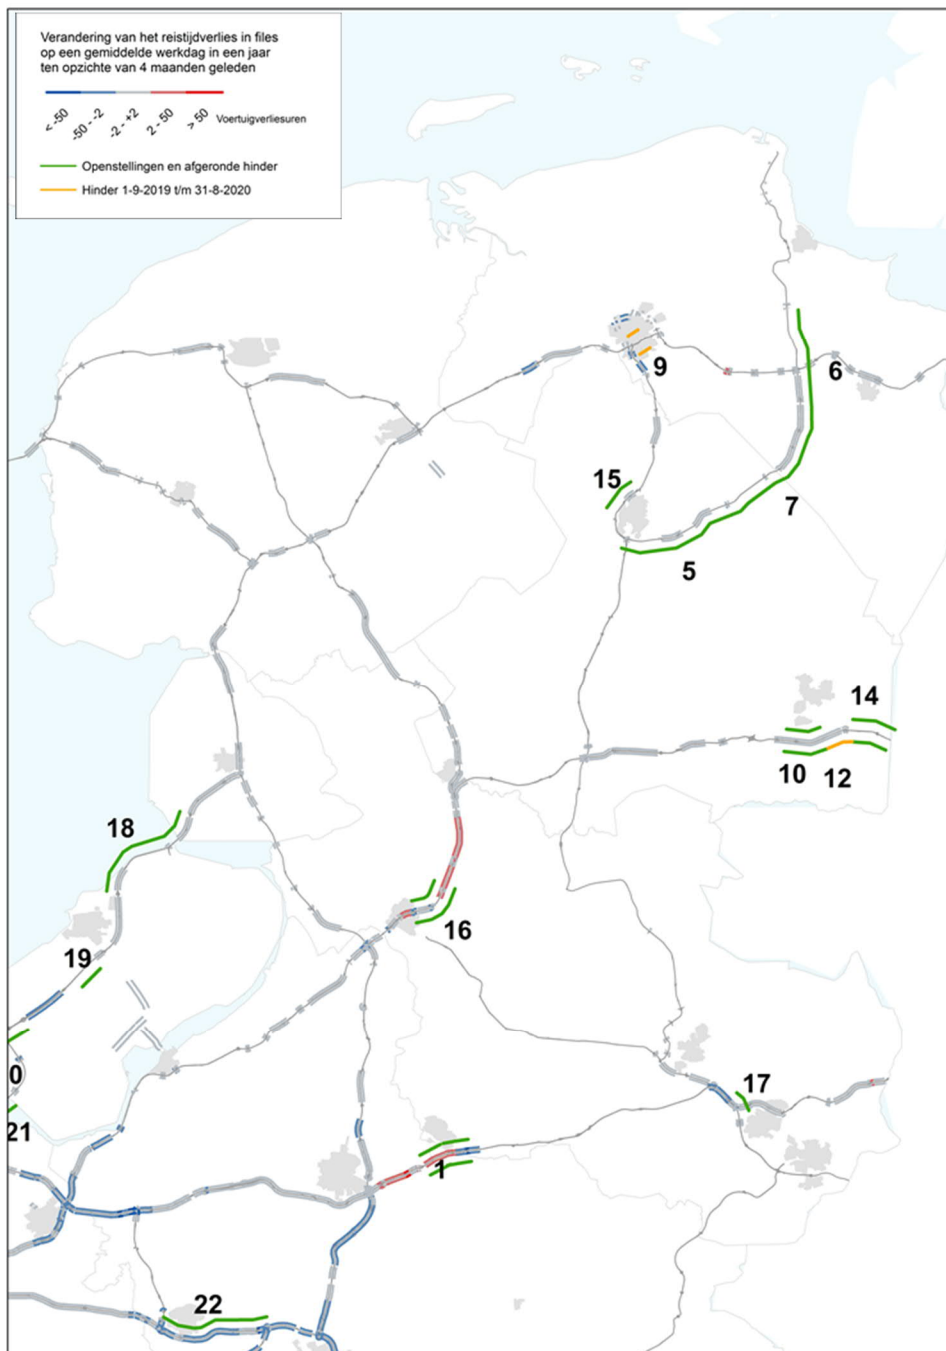 Verandering van het reistijdverlies in files
op een gemiddelde werkdag in een jaar
ten opzichte van 4 maanden geleden
< -50 -50 - -2 -2 - +2 2 - 50 > 50 Voertuigverliesuren
Openstellingen en afgeronde hinder
Hinder 1-9-2019 t/m 31-8-2020
9
6
15
7
5
14
10
12
18
16
19
0
17
21
1
22